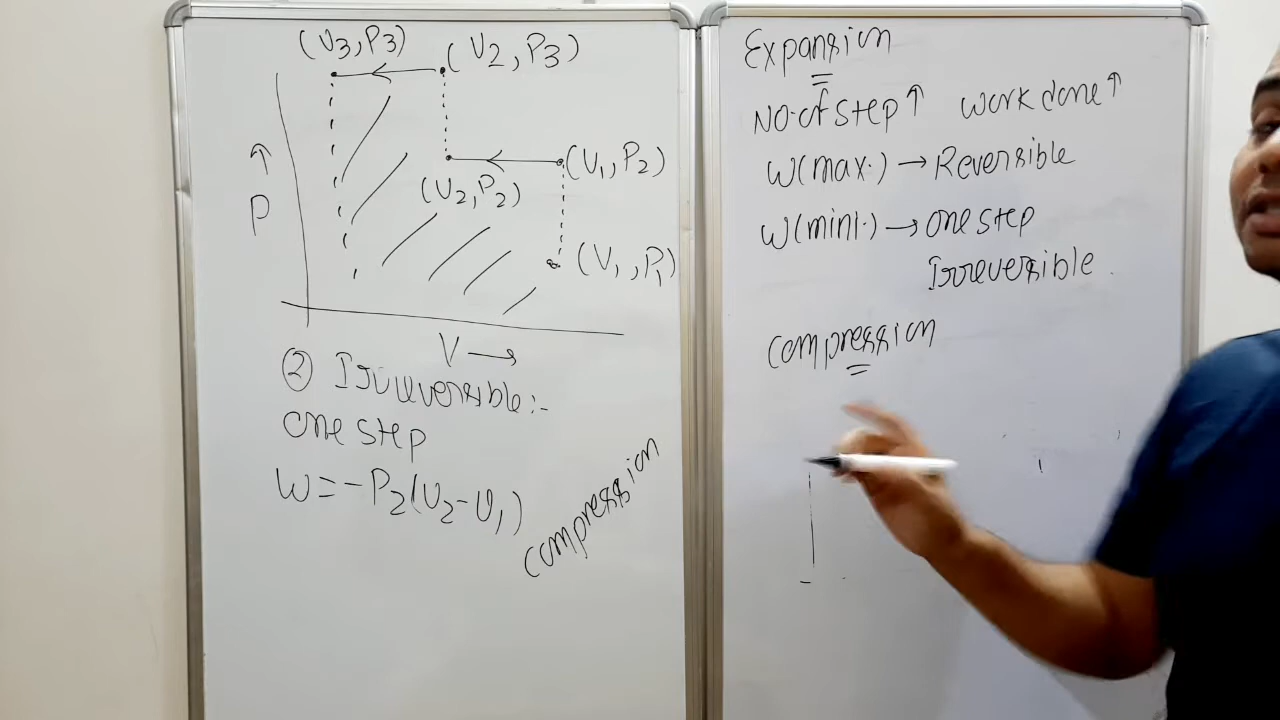 (V3, P3)
(V2, P3)
(V1, P2)
(V2, P2)
P
(V1, P1)
V →
② Irreversible:-
one step
W = -P2(V2 - V1)
compression
Expansion
No. of step ↑ work done ↑
W(max.) → Reversible
W(mini.) → one step
Irreversible.
compression